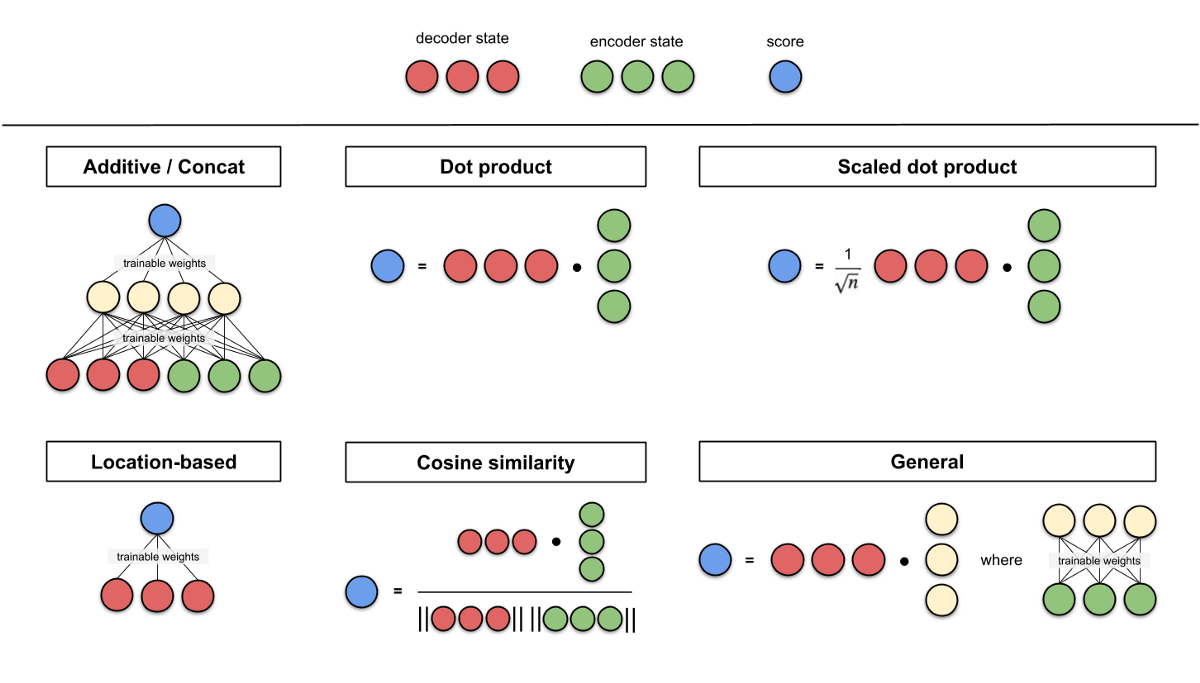 decoder state
encoder state
score
Additive / Concat
Dot product
Scaled dot product
trainable weights
trainable weights
=
•
= 1/√n
•
Location-based
Cosine similarity
General
trainable weights
=
•
|| || || ||
=
•
where
trainable weights